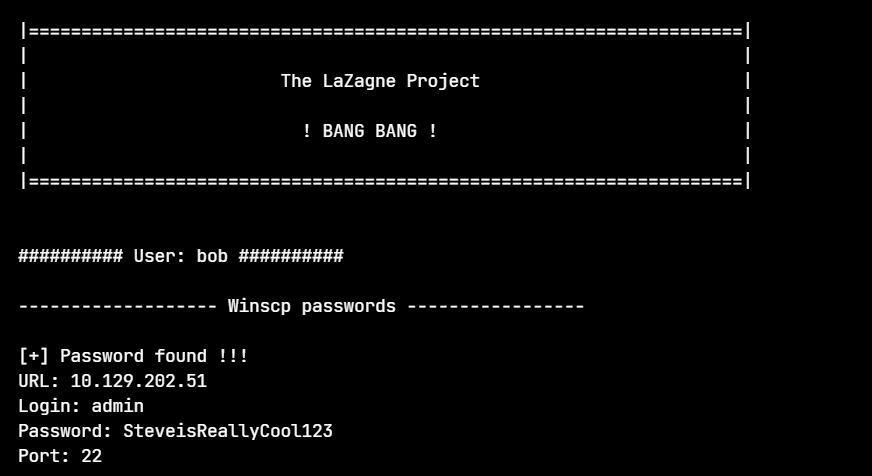 |====================================================================|
|                                                                    |
|                        The LaZagne Project                         |
|                                                                    |
|                          ! BANG BANG !                             |
|                                                                    |
|====================================================================|
########## User: bob ##########
------------------- Winscp passwords -----------------
[+] Password found !!!
URL: 10.129.202.51
Login: admin
Password: SteveisReallyCool123
Port: 22